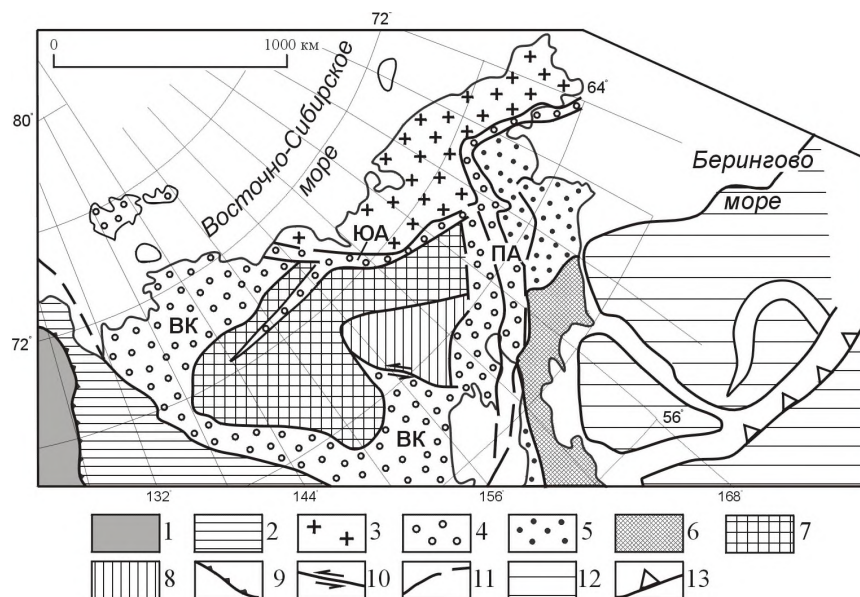 72°
0 1000 км
64°
80°
Восточно-Сибирское
море
Берингово
море
ЮА
ПА
ВК
72°
ВК
56°
132° 144° 156° 168°
1 2 3 4 5 6 7
8 9 10 11 12 13